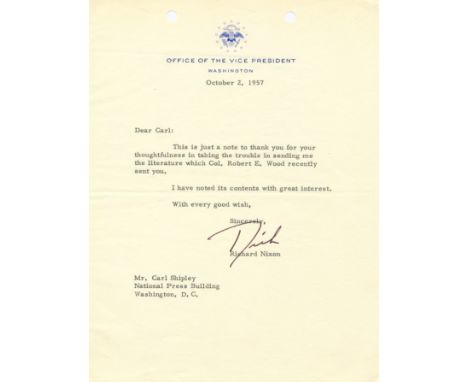 OFFICE OF THE VICE PRESIDENT
WASHINGTON
October 2, 1957
Dear Carl:
This is just a note to thank you for your
thoughtfulness in taking the trouble in sending me
the literature which Col. Robert E. Wood recently
sent you.
I have noted its contents with great interest.
With every good wish,
Sincerely,
Dick
Richard Nixon
Mr. Carl Shipley
National Press Building
Washington, D. C.